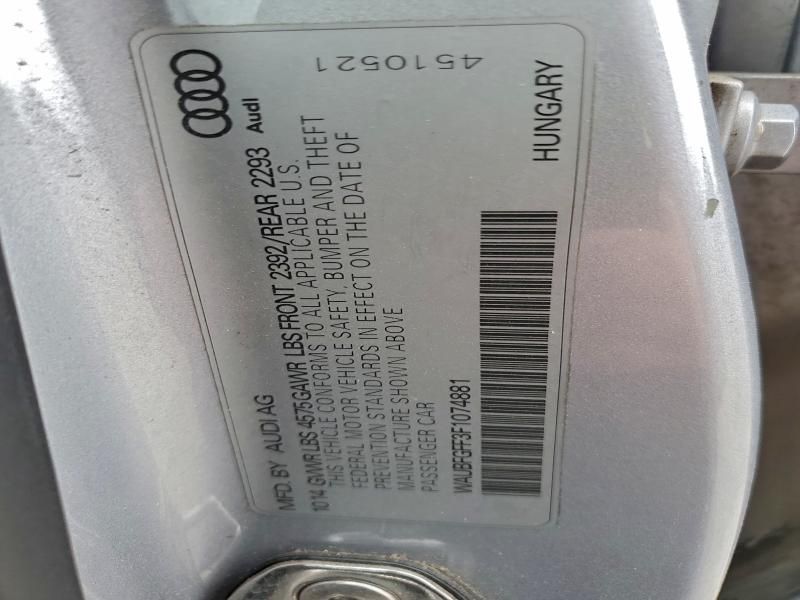 MFD. BY AUDI AG
10 14 GVWR LBS 4575 GAWR LBS FRONT 2392/REAR 2293
Audi
THIS VEHICLE CONFORMS TO ALL APPLICABLE U.S.
FEDERAL MOTOR VEHICLE SAFETY, BUMPER AND THEFT
PREVENTION STANDARDS IN EFFECT ON THE DATE OF
MANUFACTURE SHOWN ABOVE
PASSENGER CAR
4510521
WAUBFGFF3F1074881
HUNGARY